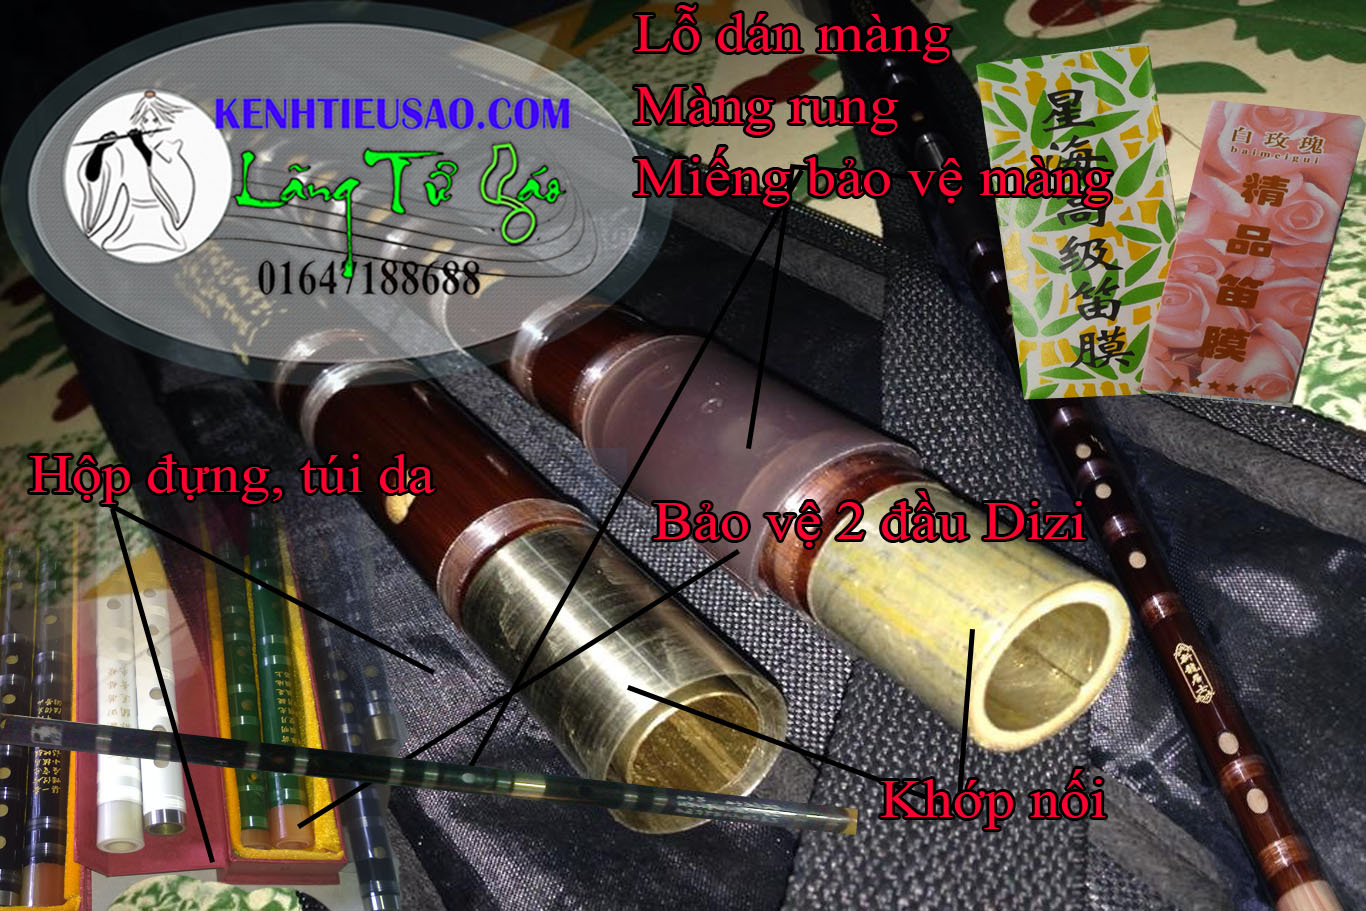 KENHTIEUSAO.COM
Lãng Tử Sáo
01647188688
Lỗ dán màng
Màng rung
Miếng bảo vệ màng
星海高级笛膜
白玫瑰
baimeigui
精品笛膜
Hộp đựng, túi da
Bảo vệ 2 đầu Dizi
Khớp nối